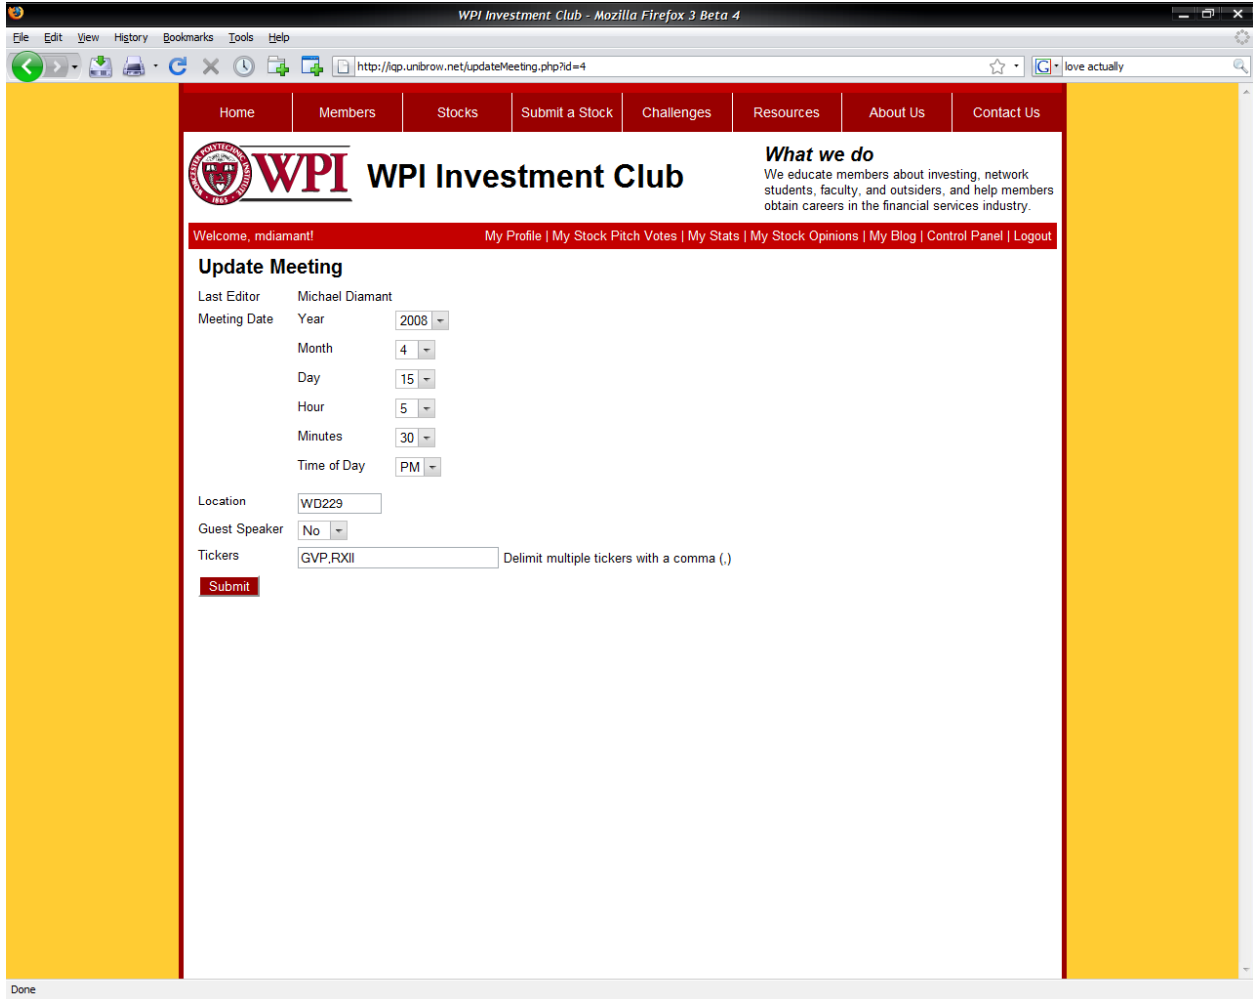 WPI Investment Club - Mozilla Firefox 3 Beta 4
File Edit View History Bookmarks Tools Help
http://iqp.unibrow.net/updateMeeting.php?id=4
love actually
Home Members Stocks Submit a Stock Challenges Resources About Us Contact Us
WORCESTER POLYTECHNIC INSTITUTE
1865
WPI
WPI Investment Club
What we do
We educate members about investing, network
students, faculty, and outsiders, and help members
obtain careers in the financial services industry.
Welcome, mdiamant! My Profile | My Stock Pitch Votes | My Stats | My Stock Opinions | My Blog | Control Panel | Logout
Update Meeting
Last Editor Michael Diamant
Meeting Date Year 2008
Month 4
Day 15
Hour 5
Minutes 30
Time of Day PM
Location WB229
Guest Speaker No
Tickers GVP,RXII Delimit multiple tickers with a comma (,)
Submit
Done